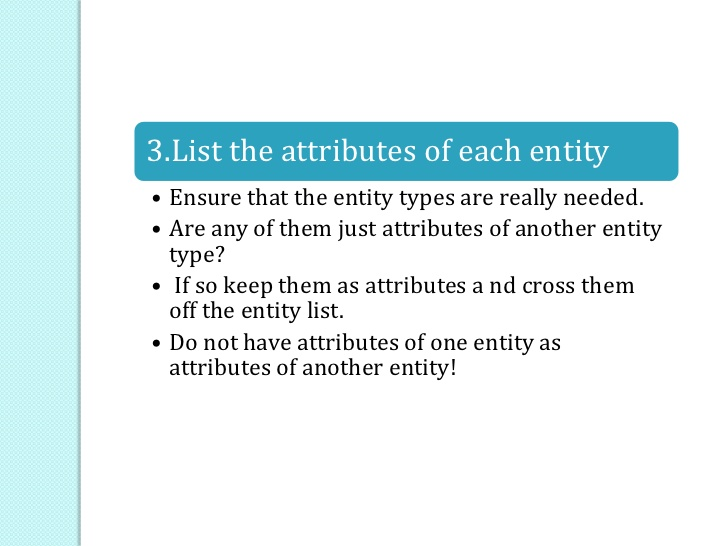 3.List the attributes of each entity
• Ensure that the entity types are really needed.
• Are any of them just attributes of another entity
type?
• If so keep them as attributes a nd cross them
off the entity list.
• Do not have attributes of one entity as
attributes of another entity!